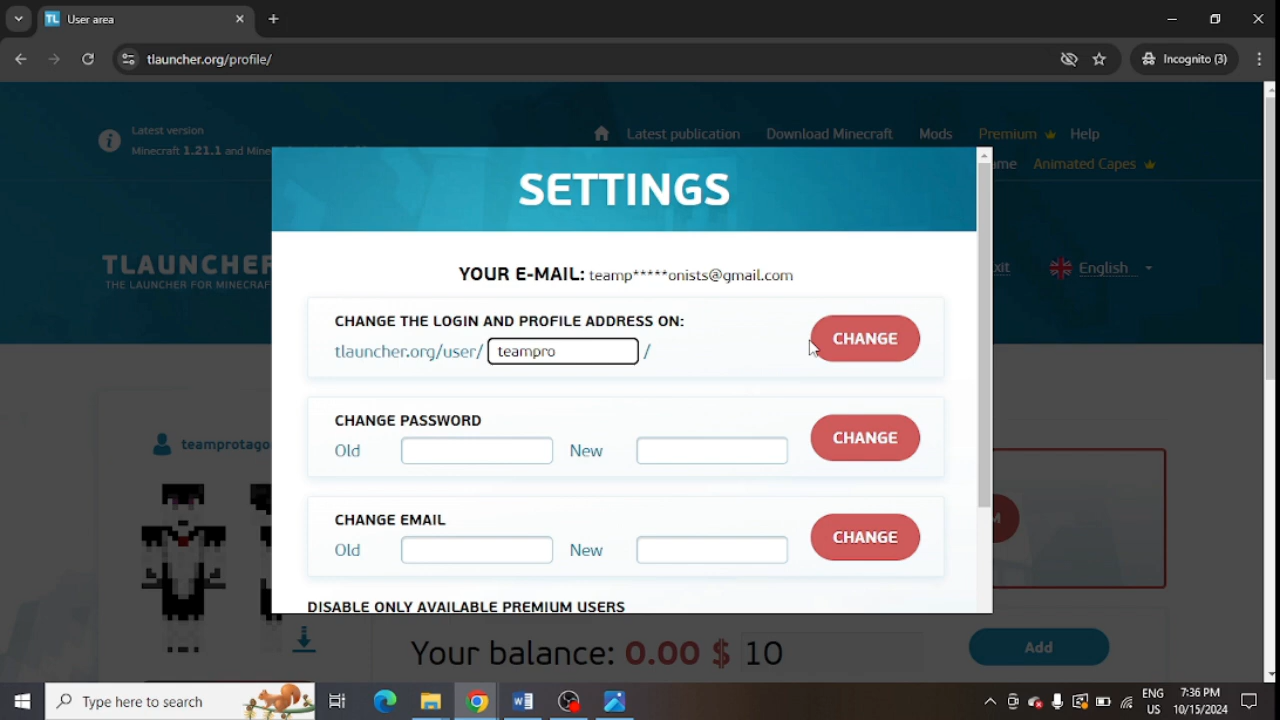 User area
tlauncher.org/profile/
Incognito (3)
Latest version
Minecraft 1.21.1 and Mine
Latest publication
Download Minecraft
Mods
Premium
Help
me
Animated Capes
SETTINGS
TLAUNCHER
THE LAUNCHER FOR MINECRAF
xit
English
YOUR E-MAIL: teamp*****onists@gmail.com
CHANGE THE LOGIN AND PROFILE ADDRESS ON:
tlauncher.org/user/ teampro /
CHANGE
CHANGE PASSWORD
Old
New
CHANGE
teamprotago
CHANGE EMAIL
Old
New
CHANGE
M
DISABLE ONLY AVAILABLE PREMIUM USERS
Your balance: 0.00 $ 10
Add
Type here to search
ENG
US
7:36 PM
10/15/2024